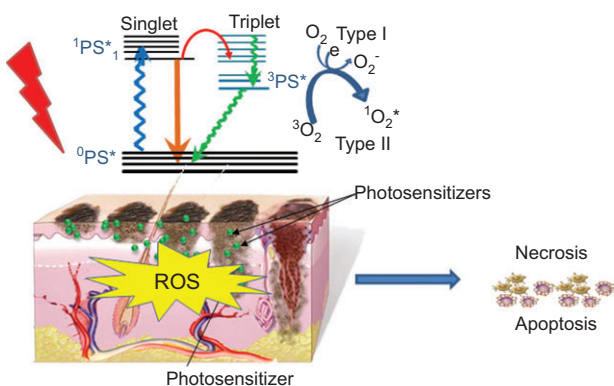 Singlet
Triplet
¹PS*₁
³PS*
⁰PS*
O₂
e
Type I
O₂⁻
³O₂
¹O₂*
Type II
Photosensitizers
ROS
Necrosis
Apoptosis
Photosensitizer